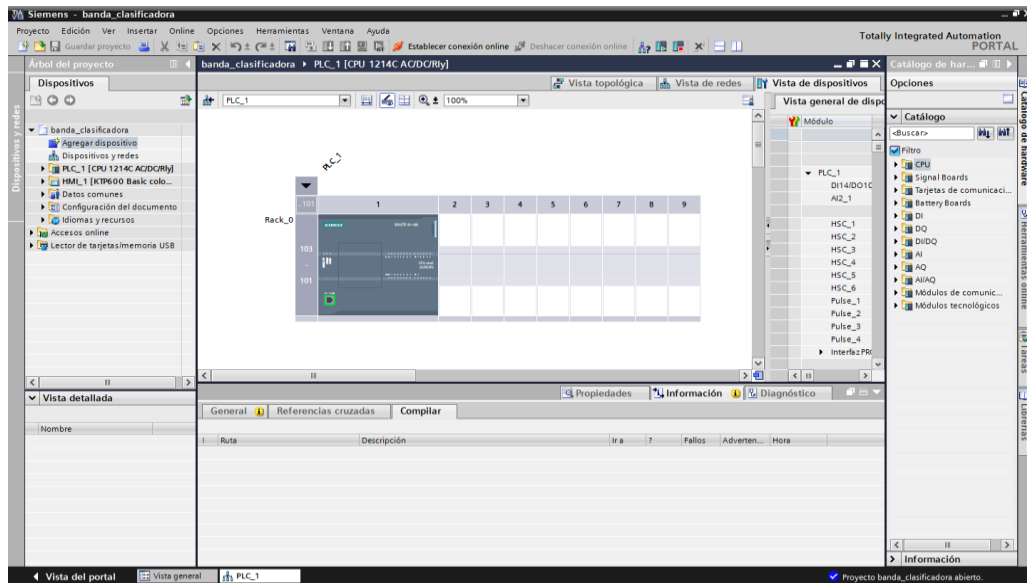 Siemens - banda_clasificadora
Proyecto Edición Ver Insertar Online Opciones Herramientas Ventana Ayuda
Totally Integrated Automation
PORTAL
Guardar proyecto
Establecer conexión online
Deshacer conexión online
Árbol del proyecto
Dispositivos
Dispositivos y redes
banda_clasificadora
Agregar dispositivo
Dispositivos y redes
PLC_1 [CPU 1214C AC/DC/Rly]
HMI_1 [KTP600 Basic colo...
Datos comunes
Configuración del documento
Idiomas y recursos
Accesos online
Lector de tarjetas/memoria USB
Vista detallada
Nombre
banda_clasificadora PLC_1 [CPU 1214C AC/DC/Rly]
Vista topológica
Vista de redes
Vista de dispositivos
PLC_1
100%
PLC_1
Rack_0
101 1 2 3 4 5 6 7 8 9
103
101
SIEMENS
Vista general de dispo
Módulo
PLC_1
DI14/DO10
AI2_1
HSC_1
HSC_2
HSC_3
HSC_4
HSC_5
HSC_6
Pulse_1
Pulse_2
Pulse_3
Pulse_4
Interfaz PRO
Propiedades
Información
Diagnóstico
General
Referencias cruzadas
Compilar
! Ruta Descripción Ir a ? Fallos Adverten... Hora
Catálogo de har...
Opciones
Catálogo
<Buscar>
Filtro
CPU
Signal Boards
Tarjetas de comunicaci...
Battery Boards
DI
DQ
DI/DQ
AI
AQ
AI/AQ
Módulos de comunic...
Módulos tecnológicos
Información
Catálogo de hardware
Herramientas online
Tareas
Librerías
Vista del portal
Vista general
PLC_1
Proyecto banda_clasificadora abierto.